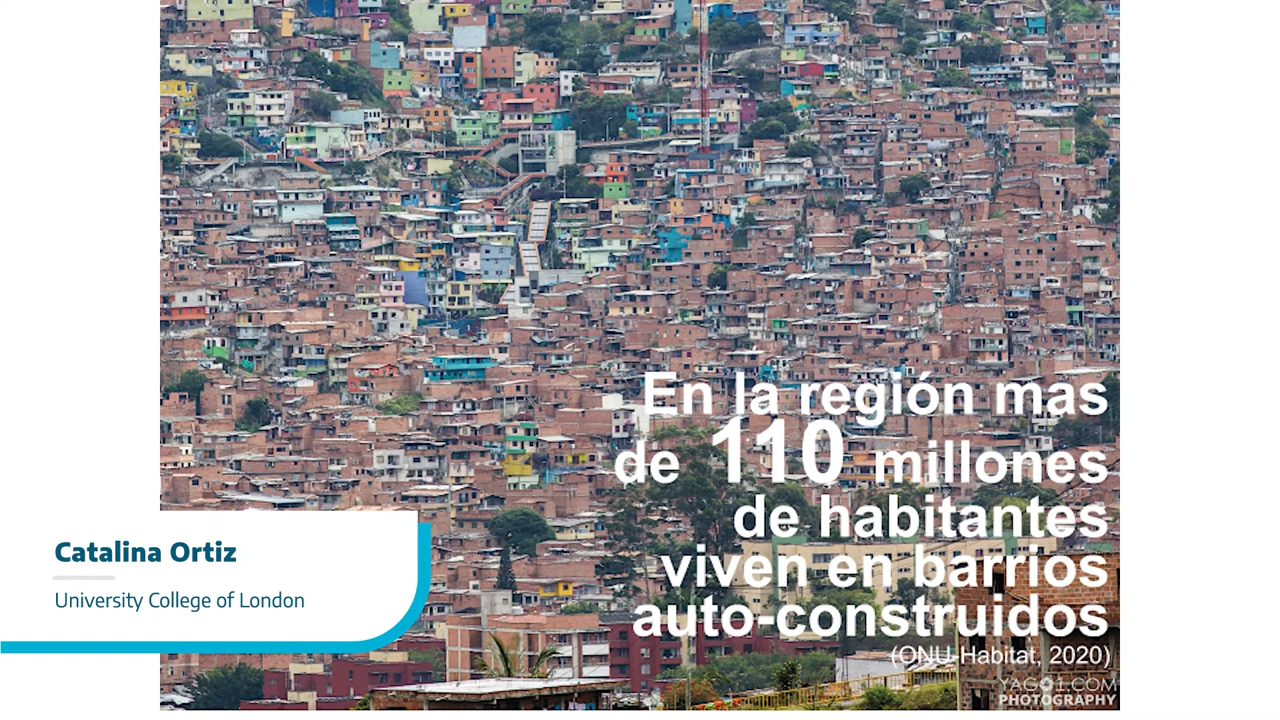 En la región mas
de 110 millones
de habitantes
viven en barrios
auto-construidos
(ONU-Habitat, 2020)
Catalina Ortiz
University College of London
YAGO1.COM
PHOTOGRAPHY